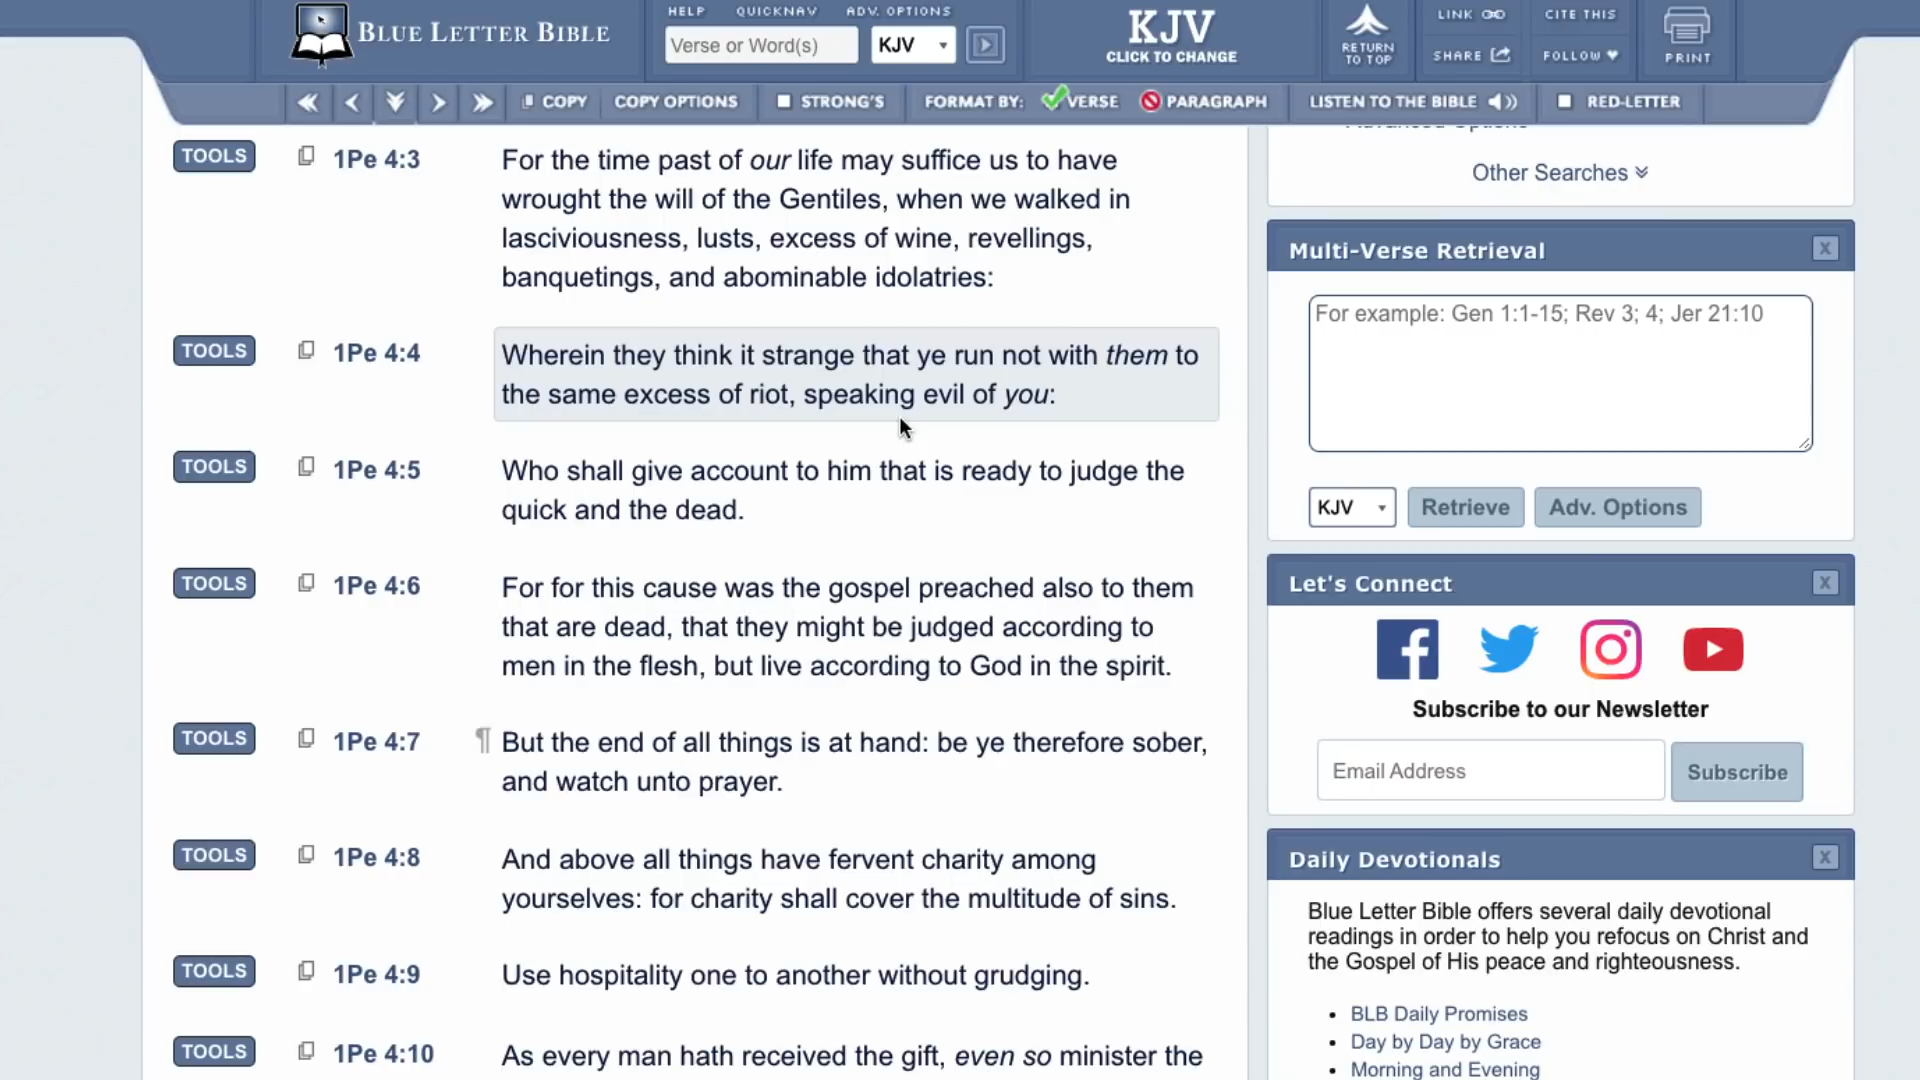 BLUE LETTER BIBLE
HELP QUICKNAV ADV. OPTIONS
Verse or Word(s) KJV
KJV
CLICK TO CHANGE
RETURN
TO TOP
LINK
SHARE
CITE THIS
FOLLOW
PRINT
COPY COPY OPTIONS STRONG'S FORMAT BY: VERSE PARAGRAPH LISTEN TO THE BIBLE RED-LETTER
TOOLS 1Pe 4:3 For the time past of our life may suffice us to have
wrought the will of the Gentiles, when we walked in
lasciviousness, lusts, excess of wine, revellings,
banquetings, and abominable idolatries:
TOOLS 1Pe 4:4 Wherein they think it strange that ye run not with them to
the same excess of riot, speaking evil of you:
TOOLS 1Pe 4:5 Who shall give account to him that is ready to judge the
quick and the dead.
TOOLS 1Pe 4:6 For for this cause was the gospel preached also to them
that are dead, that they might be judged according to
men in the flesh, but live according to God in the spirit.
TOOLS 1Pe 4:7 ¶ But the end of all things is at hand: be ye therefore sober,
and watch unto prayer.
TOOLS 1Pe 4:8 And above all things have fervent charity among
yourselves: for charity shall cover the multitude of sins.
TOOLS 1Pe 4:9 Use hospitality one to another without grudging.
TOOLS 1Pe 4:10 As every man hath received the gift, even so minister the
Advanced Options
Other Searches
Multi-Verse Retrieval X
For example: Gen 1:1-15; Rev 3; 4; Jer 21:10
KJV Retrieve Adv. Options
Let's Connect X
Subscribe to our Newsletter
Email Address Subscribe
Daily Devotionals X
Blue Letter Bible offers several daily devotional
readings in order to help you refocus on Christ and
the Gospel of His peace and righteousness.
• BLB Daily Promises
• Day by Day by Grace
• Morning and Evening